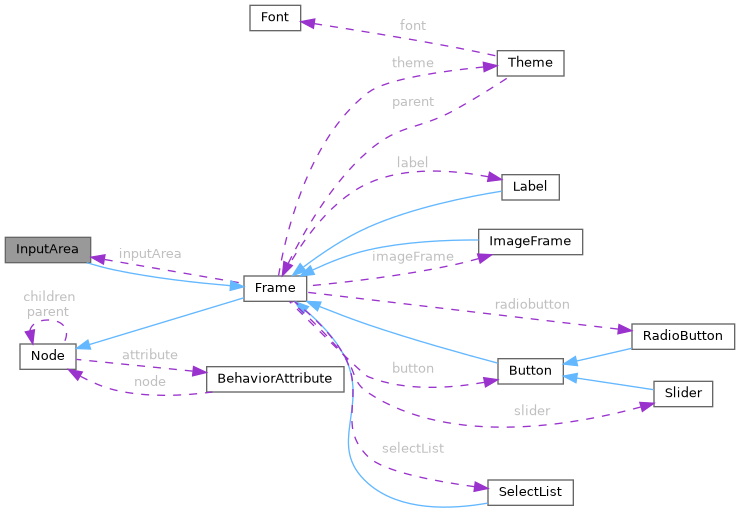 Font
font
theme
Theme
parent
label
Label
InputArea
inputArea
ImageFrame
imageFrame
Frame
children
parent
radiobutton
RadioButton
Node
attribute
node
BehaviorAttribute
button
Button
Slider
slider
selectList
SelectList